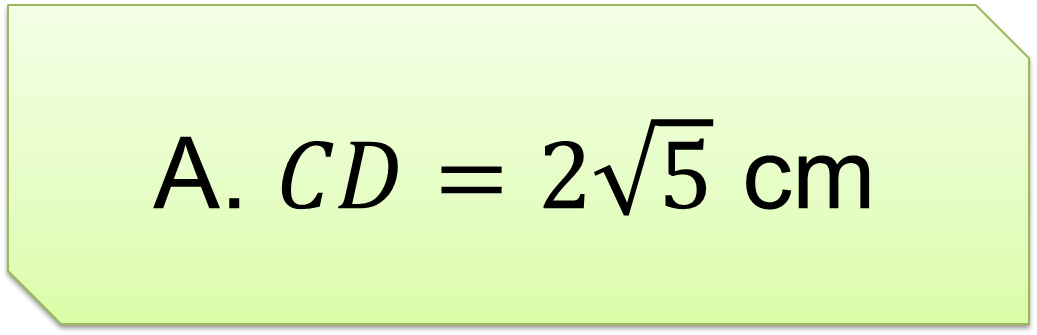 A. 𝐶𝐷 = 2√5 cm